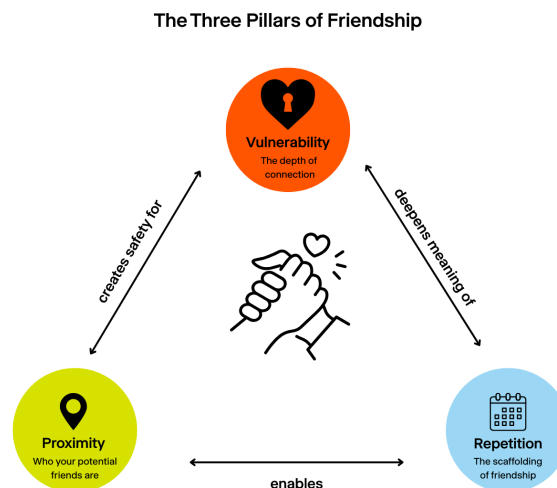 The Three Pillars of Friendship
Vulnerability
The depth of
connection
creates safety for
deepens meaning of
Proximity
Who your potential
friends are
Repetition
The scaffolding
of friendship
enables